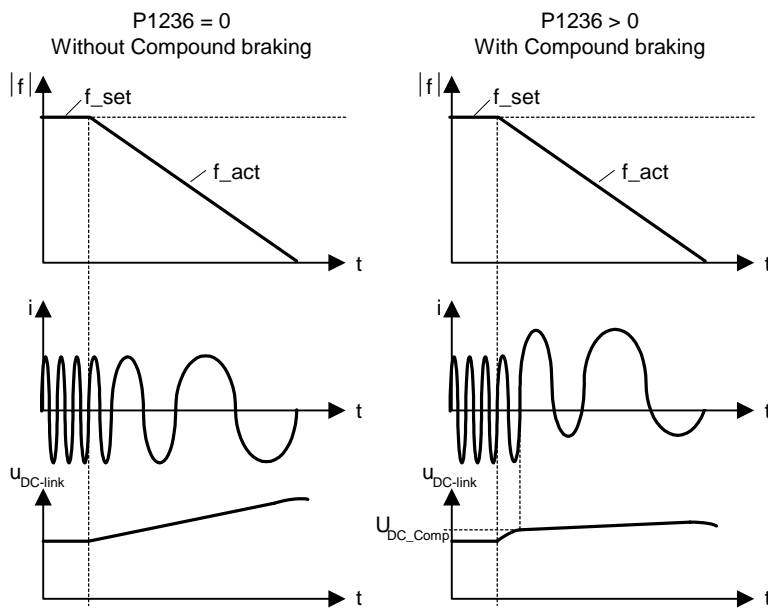 P1236 = 0
Without Compound braking
|f|
f_set
f_act
t
i
t
uDC-link
t
P1236 > 0
With Compound braking
|f|
f_set
f_act
t
i
t
uDC-link
UDC_Comp
t